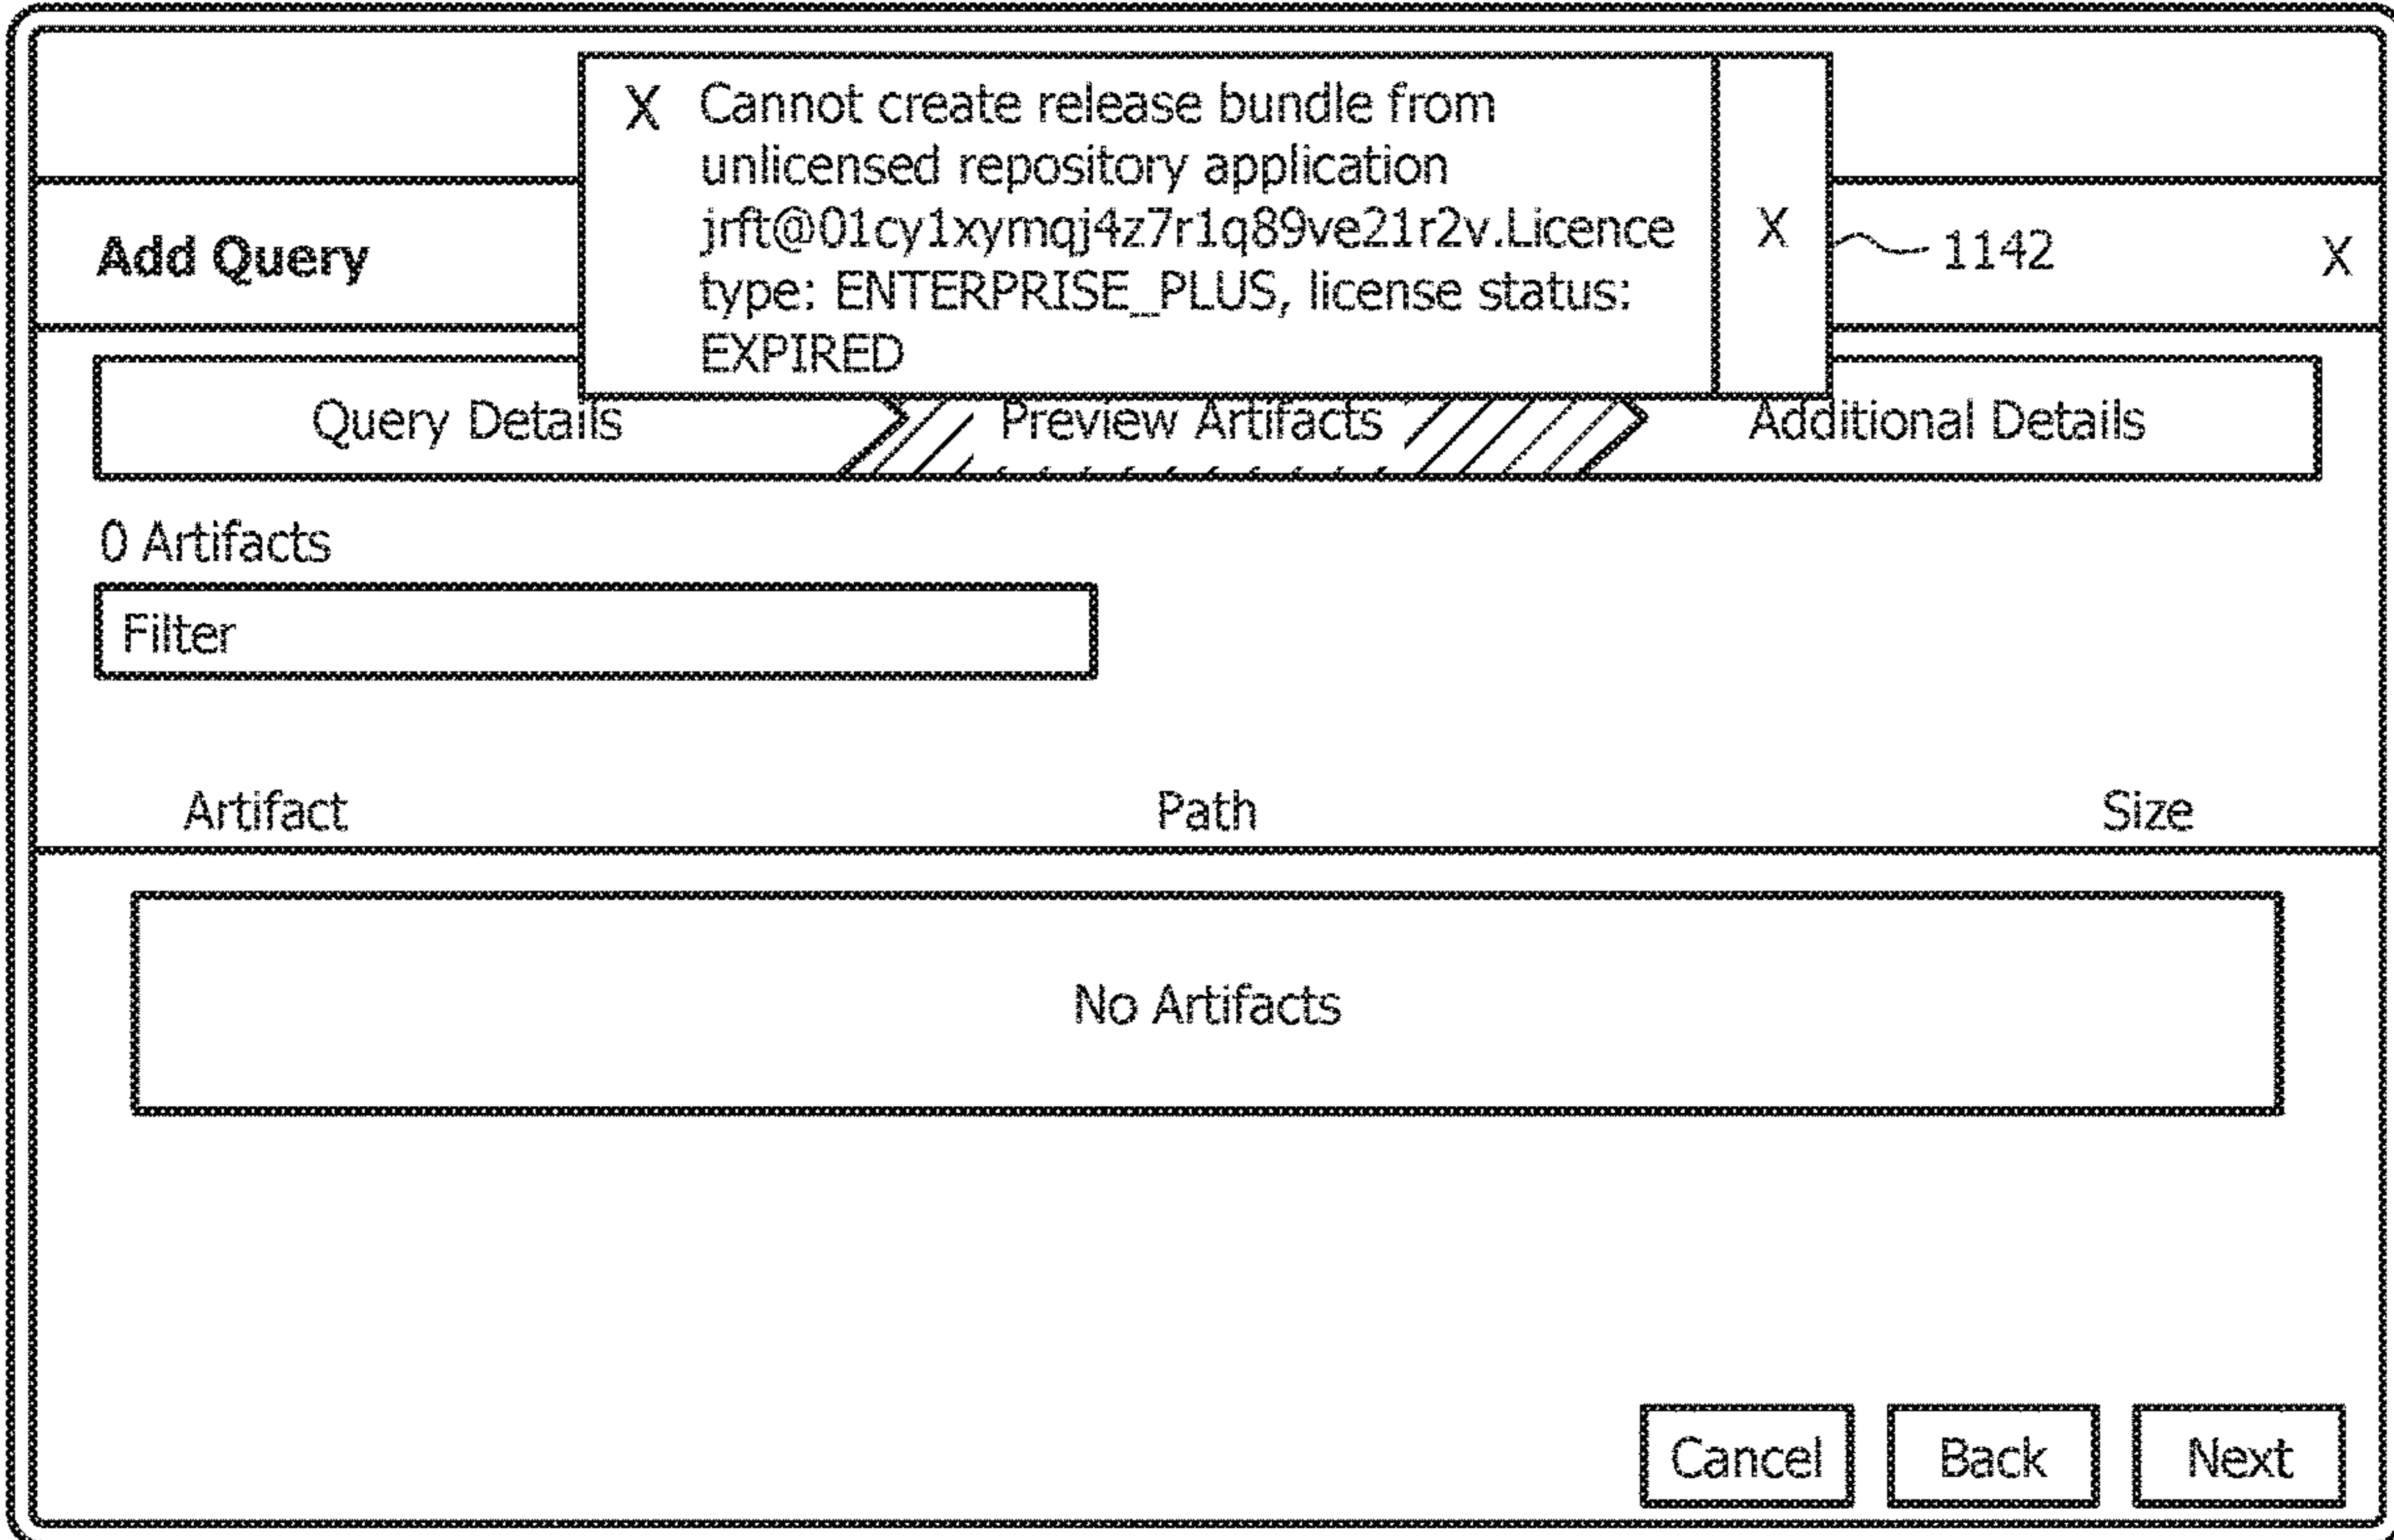 X Cannot create release bundle from
unlicensed repository application
jrft@01cy1xymqj4z7r1q89ve21r2v.Licence
type: ENTERPRISE_PLUS, license status:
EXPIRED
X
1142
Add Query
X
Query Details
Preview Artifacts
Additional Details
0 Artifacts
Filter
Artifact Path Size
No Artifacts
Cancel Back Next